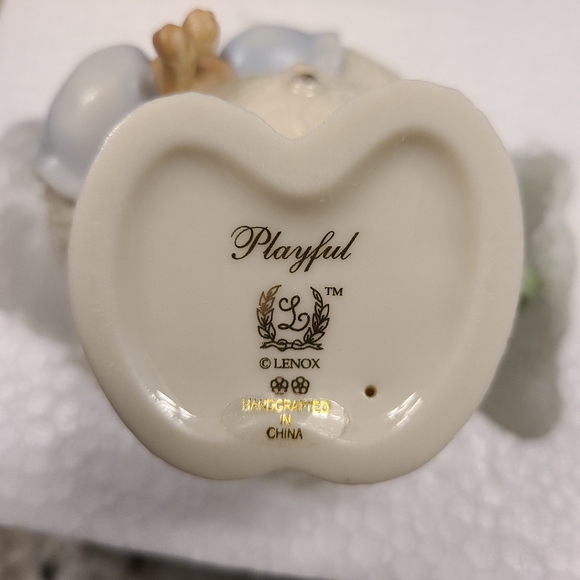 Playful
L ™
© LENOX
HANDCRAFTED
IN
CHINA